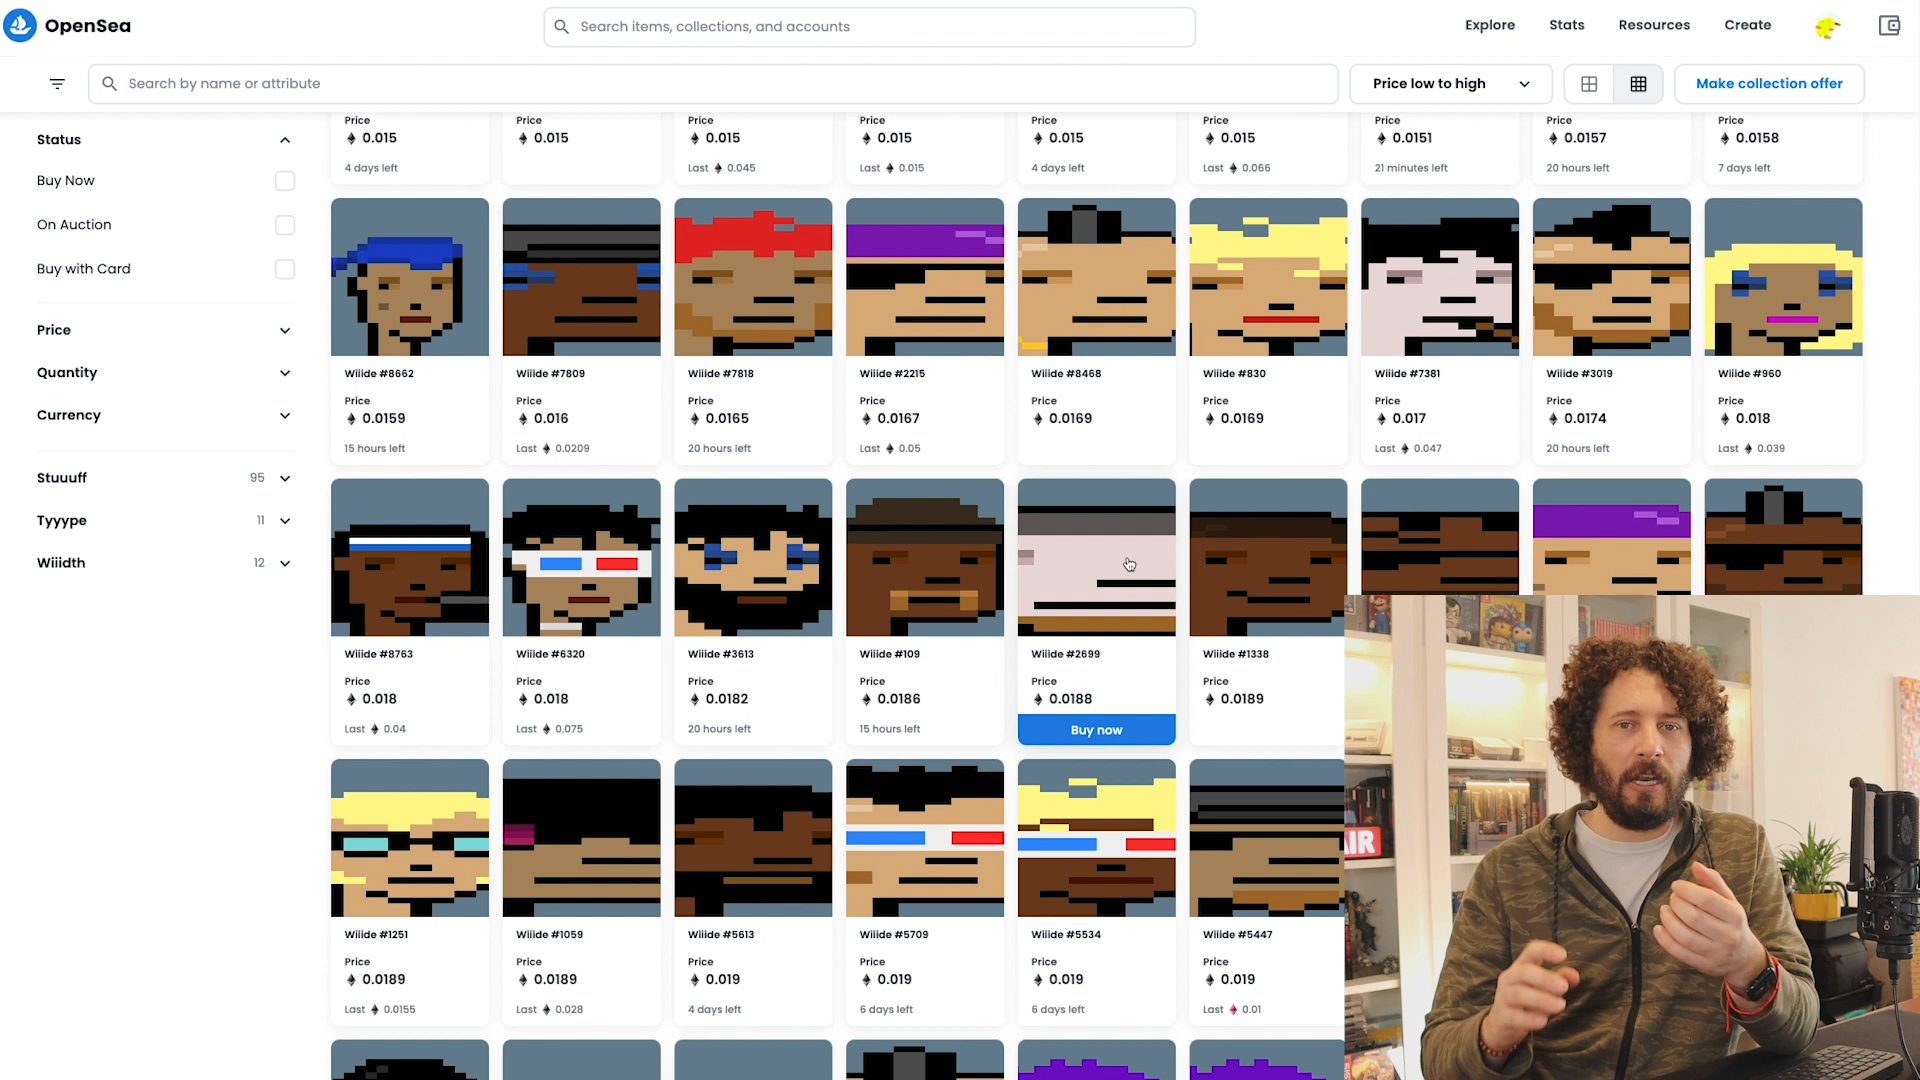 OpenSea
Search items, collections, and accounts
Explore
Stats
Resources
Create
Search by name or attribute
Price low to high
Make collection offer
Status
Buy Now
On Auction
Buy with Card
Price
Quantity
Currency
Stuuuff 95
Tyyype 11
Wiiidth 12
Price Price Price Price Price Price Price Price Price
0.015 0.015 0.015 0.015 0.015 0.015 0.0151 0.0157 0.0158
4 days left Last 0.045 Last 0.015 4 days left Last 0.066 21 minutes left 20 hours left 7 days left
Wiiide #8662 Wiiide #7809 Wiiide #7818 Wiiide #2215 Wiiide #8468 Wiiide #830 Wiiide #7381 Wiiide #3019 Wiiide #960
Price Price Price Price Price Price Price Price Price
0.0159 0.016 0.0165 0.0167 0.0169 0.0169 0.017 0.0174 0.018
15 hours left Last 0.0209 20 hours left Last 0.05 Last 0.047 20 hours left Last 0.039
Wiiide #8763 Wiiide #6320 Wiiide #3613 Wiiide #109 Wiiide #2699 Wiiide #1338
Price Price Price Price Price Price
0.018 0.018 0.0182 0.0186 0.0188 0.0189
Last 0.04 Last 0.075 20 hours left 15 hours left Buy now
Wiiide #1251 Wiiide #1059 Wiiide #5613 Wiiide #5709 Wiiide #5534 Wiiide #5447
Price Price Price Price Price Price
0.0189 0.0189 0.019 0.019 0.019 0.019
Last 0.0155 Last 0.028 4 days left 6 days left 6 days left Last 0.01